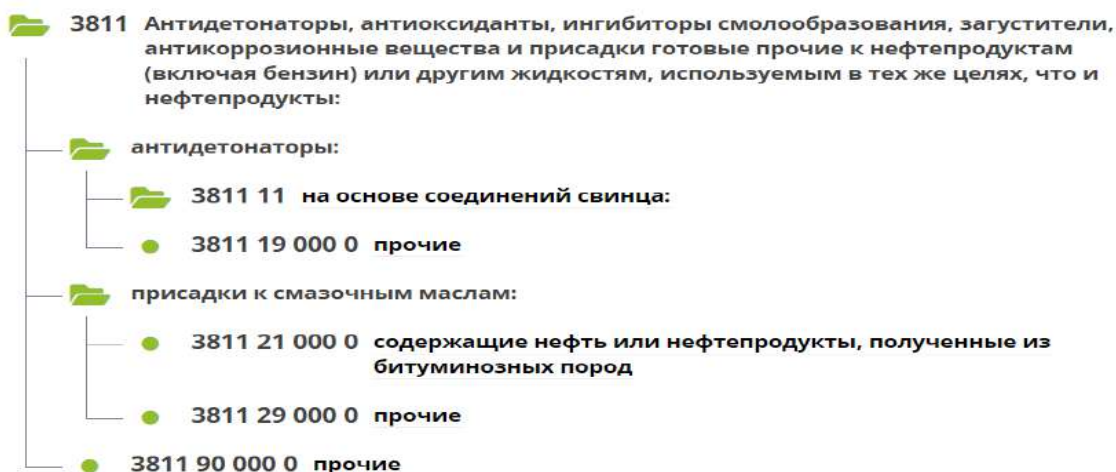 3811 Антидетонаторы, антиоксиданты, ингибиторы смолообразования, загустители,
антикоррозионные вещества и присадки готовые прочие к нефтепродуктам
(включая бензин) или другим жидкостям, используемым в тех же целях, что и
нефтепродукты:
антидетонаторы:
3811 11 на основе соединений свинца:
3811 19 000 0 прочие
присадки к смазочным маслам:
3811 21 000 0 содержащие нефть или нефтепродукты, полученные из
битуминозных пород
3811 29 000 0 прочие
3811 90 000 0 прочие